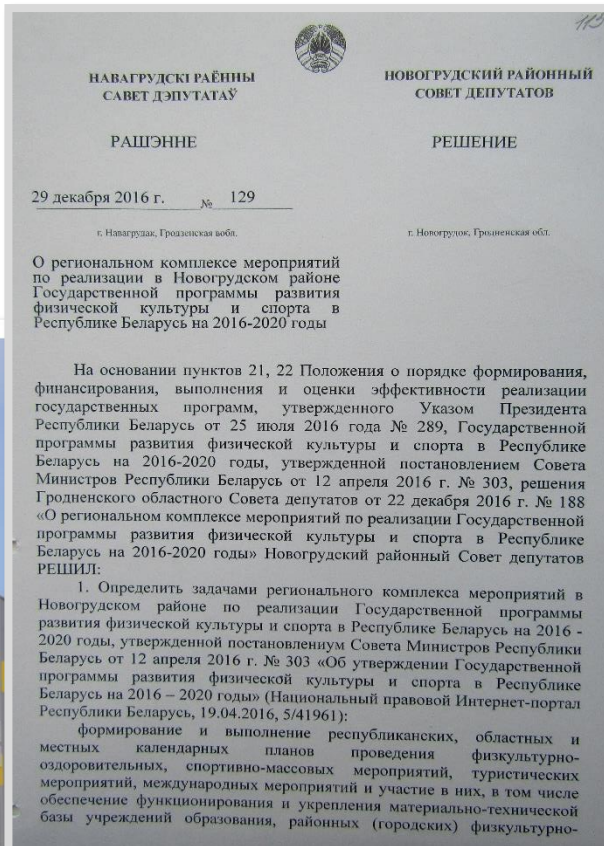 113
НАВАГРУДСКІ РАЁННЫ
САВЕТ ДЭПУТАТАЎ
НОВОГРУДСКИЙ РАЙОННЫЙ
СОВЕТ ДЕПУТАТОВ
РАШЭННЕ
РЕШЕНИЕ
29 декабря 2016 г. № 129
г. Навагрудак, Гродзенская вобл.
г. Новогрудок, Гродненская обл.
О региональном комплексе мероприятий
по реализации в Новогрудском районе
Государственной программы развития
физической культуры и спорта в
Республике Беларусь на 2016-2020 годы
На основании пунктов 21, 22 Положения о порядке формирования,
финансирования, выполнения и оценки эффективности реализации
государственных программ, утвержденного Указом Президента
Республики Беларусь от 25 июля 2016 года № 289, Государственной
программы развития физической культуры и спорта в Республике
Беларусь на 2016-2020 годы, утвержденной постановлением Совета
Министров Республики Беларусь от 12 апреля 2016 г. № 303, решения
Гродненского областного Совета депутатов от 22 декабря 2016 г. № 188
«О региональном комплексе мероприятий по реализации Государственной
программы развития физической культуры и спорта в Республике
Беларусь на 2016-2020 годы» Новогрудский районный Совет депутатов
РЕШИЛ:
1. Определить задачами регионального комплекса мероприятий в
Новогрудском районе по реализации Государственной программы
развития физической культуры и спорта в Республике Беларусь на 2016 -
2020 годы, утвержденной постановлениум Совета Министров Республики
Беларусь от 12 апреля 2016 г. № 303 «Об утверждении Государственной
программы развития физической культуры и спорта в Республике
Беларусь на 2016 – 2020 годы» (Национальный правовой Интернет-портал
Республики Беларусь, 19.04.2016, 5/41961):
формирование и выполнение республиканских, областных и
местных календарных планов проведения физкультурно-
оздоровительных, спортивно-массовых мероприятий, туристических
мероприятий, международных мероприятий и участие в них, в том числе
обеспечение функционирования и укрепления материально-технической
базы учреждений образования, районных (городских) физкультурно-